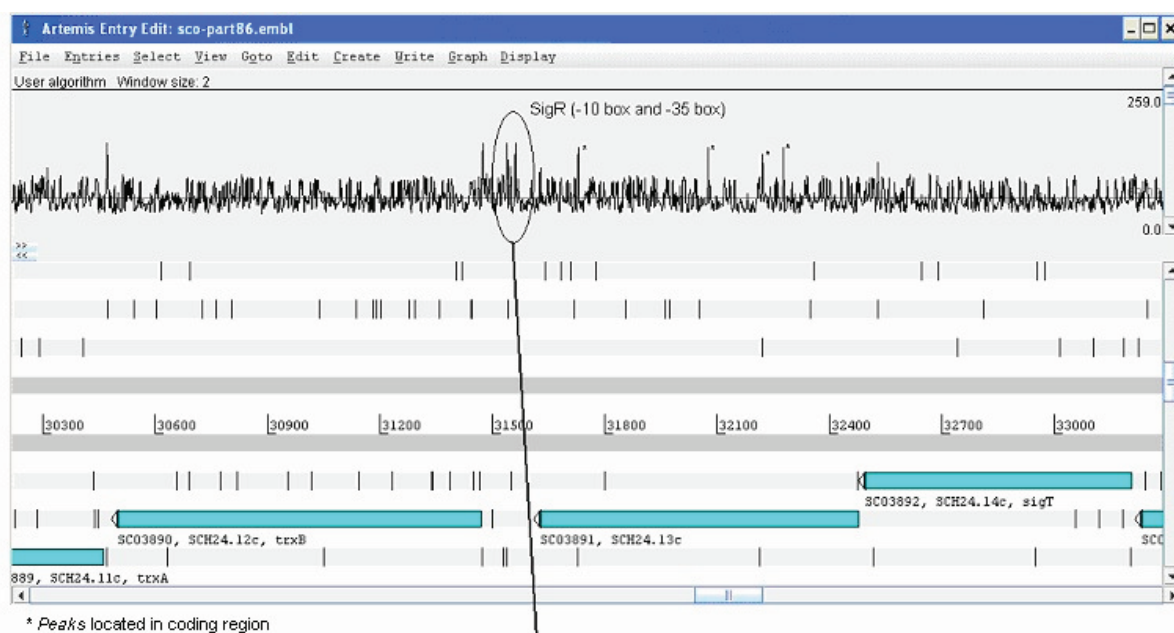 Artemis Entry Edit: sco-part86.embl
File Entries Select View Goto Edit Create Write Graph Display
User algorithm Window size: 2
259.0
SigR (-10 box and -35 box)
*
*
*
*
0.0
>>
<<
30300 30600 30900 31200 31500 31800 32100 32400 32700 33000
SCO3892, SCH24.14c, sigT
SCO3890, SCH24.12c, trxB
SCO3891, SCH24.13c
SCC
889, SCH24.11c, trxA
* Peaks located in coding region